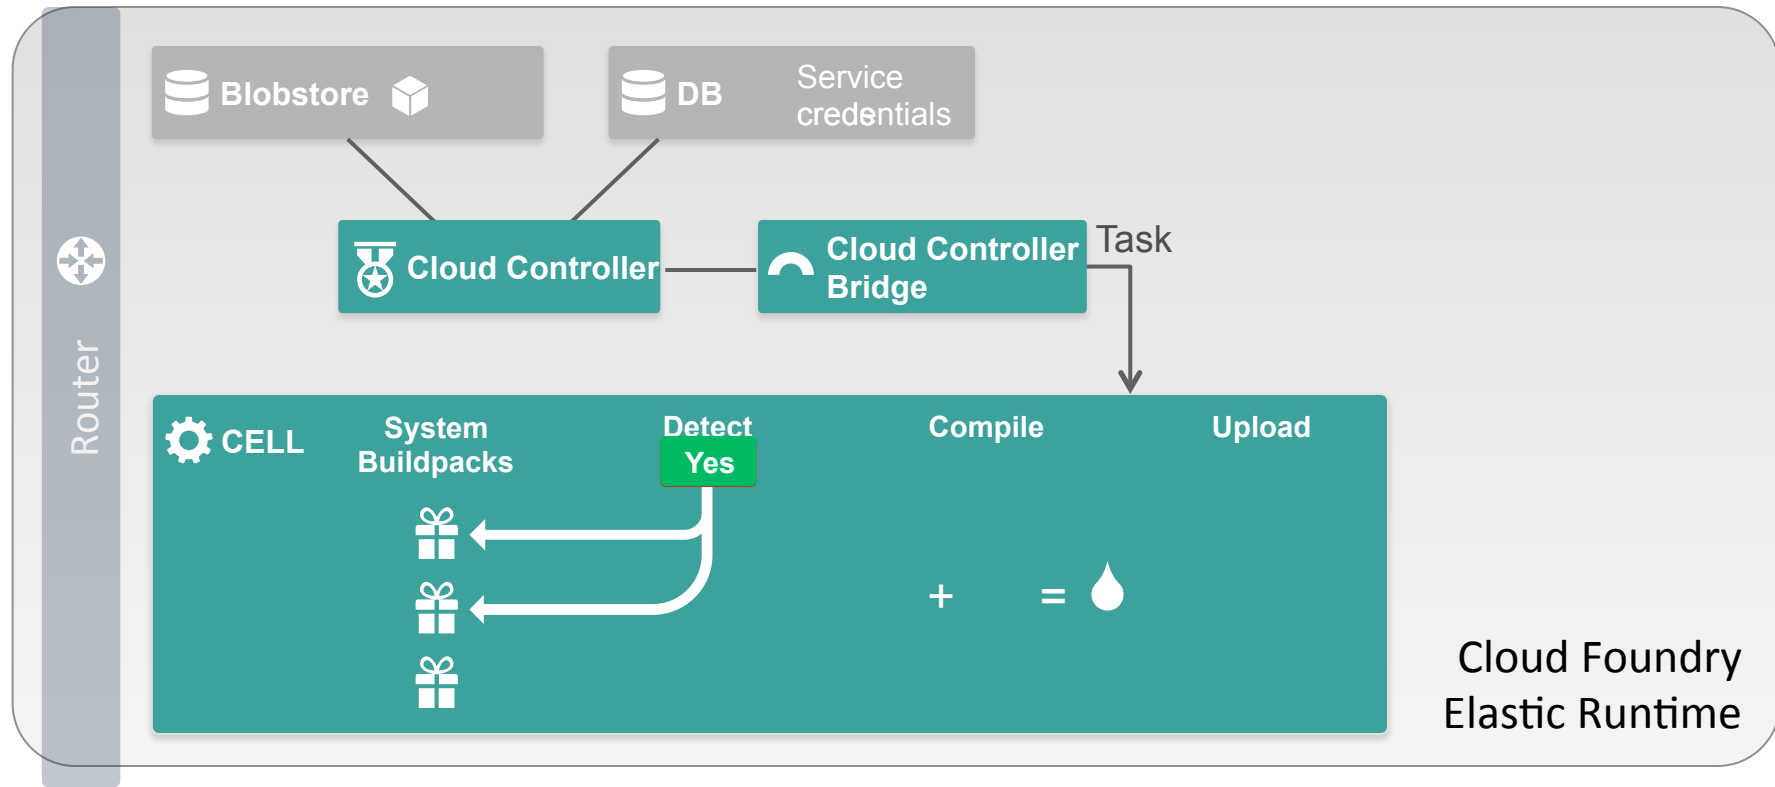 Blobstore
DB
Service
credentials
creds
Cloud Controller
Cloud Controller
Bridge
Task
Router
CELL
System
Buildpacks
Detect
Yes
Compile
Upload
+ =
Cloud Foundry
Elastic Runtime